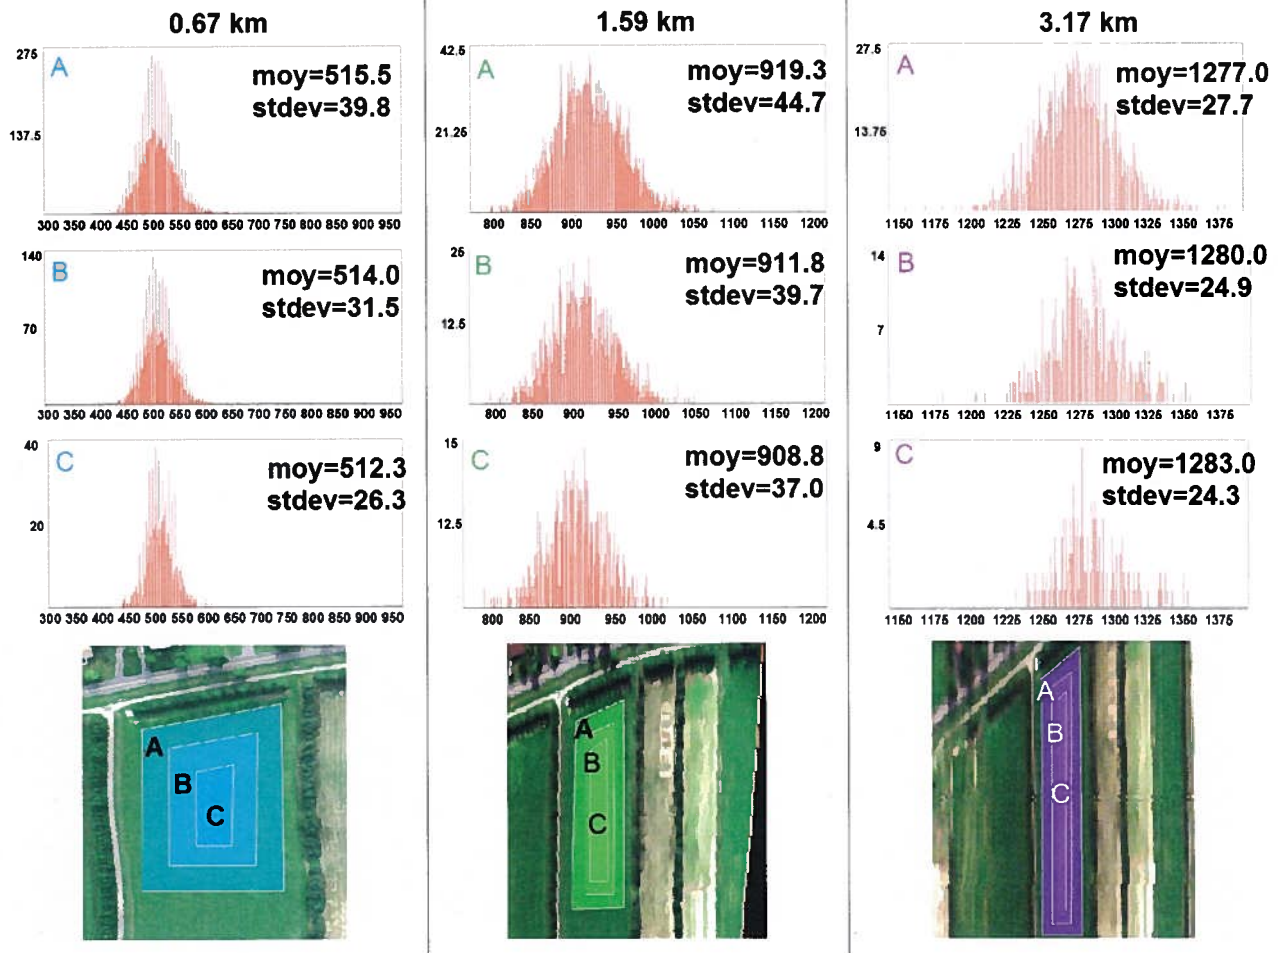 0.67 km
275
A
moy=515.5
stdev=39.8
137.5
300 350 400 450 500 550 600 650 700 750 800 850 900 950
140
B
moy=514.0
stdev=31.5
70
300 350 400 450 500 550 600 650 700 750 800 850 900 950
40
C
moy=512.3
stdev=26.3
20
300 350 400 450 500 550 600 650 700 750 800 850 900 950
A
B
C
1.59 km
42.5
A
moy=919.3
stdev=44.7
21.25
800 850 900 950 1000 1050 1100 1150 1200
25
B
moy=911.8
stdev=39.7
12.5
800 850 900 950 1000 1050 1100 1150 1200
15
C
moy=908.8
stdev=37.0
12.5
800 850 900 950 1000 1050 1100 1150 1200
A
B
C
3.17 km
27.5
A
moy=1277.0
stdev=27.7
13.75
1150 1175 1200 1225 1250 1275 1300 1325 1350 1375
14
B
moy=1280.0
stdev=24.9
7
1150 1175 1200 1225 1250 1275 1300 1325 1350 1375
9
C
moy=1283.0
stdev=24.3
4.5
1150 1175 1200 1225 1250 1275 1300 1325 1350 1375
A
B
C